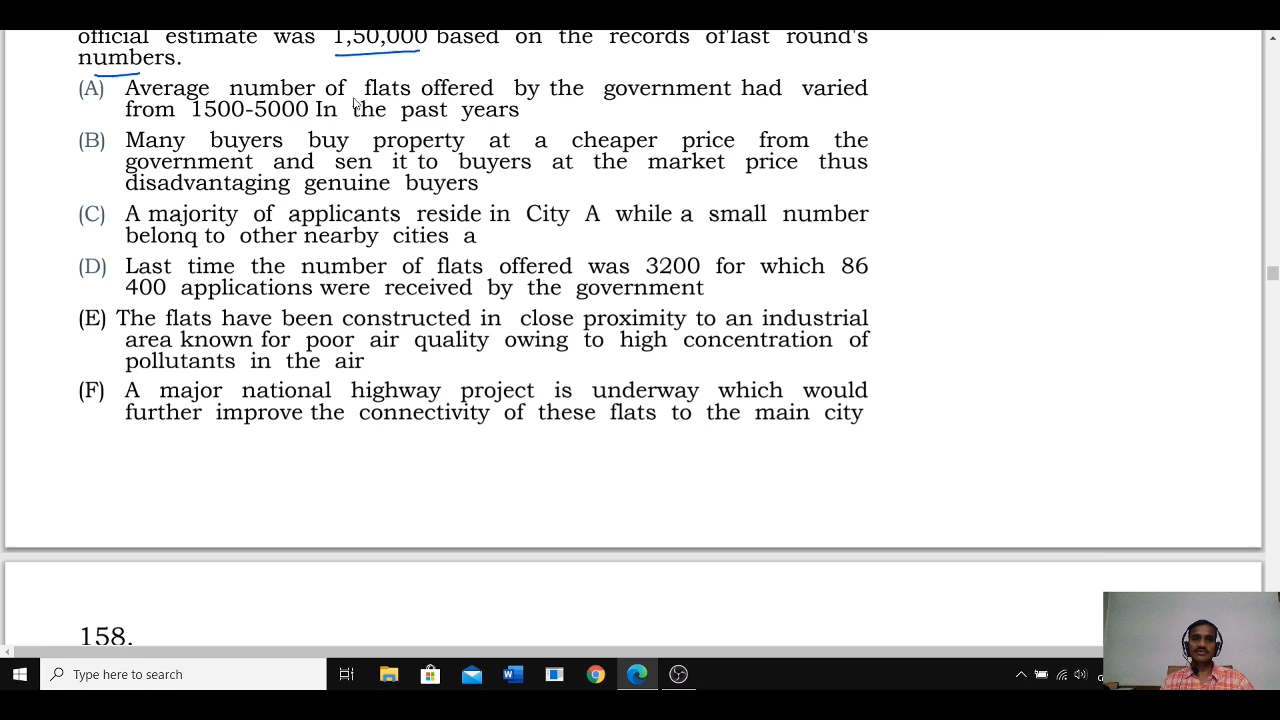 official estimate was 1,50,000 based on the records of'last round's
numbers.
(A) Average number of flats offered by the government had varied
from 1500-5000 In the past years
(B) Many buyers buy property at a cheaper price from the
government and sen it to buyers at the market price thus
disadvantaging genuine buyers
(C) A majority of applicants reside in City A while a small number
belonq to other nearby cities a
(D) Last time the number of flats offered was 3200 for which 86
400 applications were received by the government
(E) The flats have been constructed in close proximity to an industrial
area known for poor air quality owing to high concentration of
pollutants in the air
(F) A major national highway project is underway which would
further improve the connectivity of these flats to the main city
158.
Type here to search